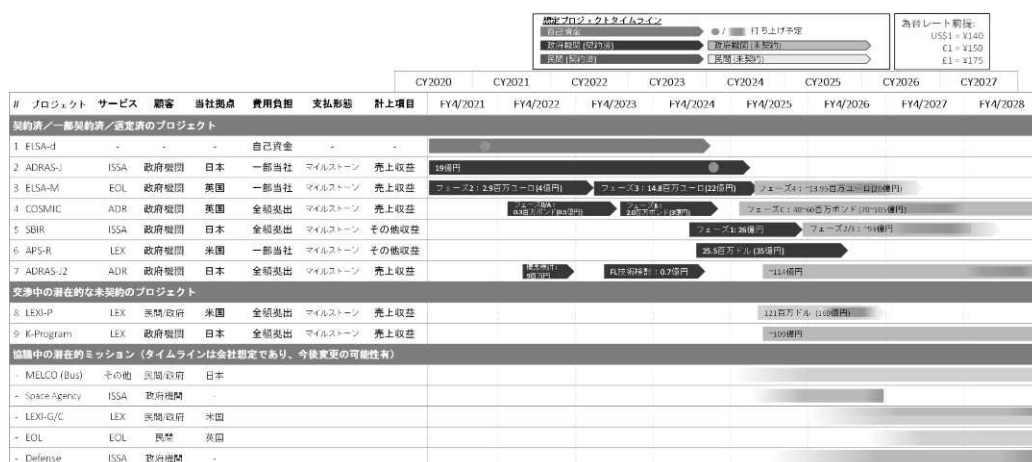 想定プロジェクトタイムライン
自己資金
政府機関 (契約済)
民間 (契約済)
打ち上げ予定
政府機関 (未契約)
民間 (未契約)
為替レート前提:
US$1 = ¥140
€1 = ¥150
£1 = ¥175
CY2020 CY2021 CY2022 CY2023 CY2024 CY2025 CY2026 CY2027
# プロジェクト サービス 顧客 当社拠点 費用負担 支払形態 計上項目 FY4/2021 FY4/2022 FY4/2023 FY4/2024 FY4/2025 FY4/2026 FY4/2027 FY4/2028
契約済/一部契約済/選定済のプロジェクト
1 ELSA-d - - - 自己資金 - -
2 ADRAS-J ISSA 政府機関 日本 一部当社 マイルストーン 売上収益 19億円
3 ELSA-M EOL 政府機関 英国 一部当社 マイルストーン 売上収益 フェーズ2:2.9百万ユーロ(4億円) フェーズ3:14.8百万ユーロ(22億円) フェーズ4:~13.95百万ユーロ(20億円)
4 COSMIC ADR 政府機関 英国 全額拠出 マイルストーン 売上収益 フェーズ0/A: フェーズB: 2.0百万ポンド(3億円) フェーズC:40~60百万ポンド (70~105億円)
5 SBIR ISSA 政府機関 日本 全額拠出 マイルストーン その他収益 フェーズ1: 26億円 フェーズ2/3:~94億円
6 APS-R LEX 政府機関 米国 一部当社 マイルストーン その他収益 25.5百万ドル (35億円)
7 ADRAS-J2 ADR 政府機関 日本 全額拠出 マイルストーン 売上収益 FL技術検討:0.7億円 ~114億円
交渉中の潜在的な未契約のプロジェクト
8 LEXI-P LEX 民間/政府 米国 全額拠出 マイルストーン 売上収益 121百万ドル (169億円)
9 K-Program LEX 政府機関 日本 全額拠出 マイルストーン 売上収益 ~109億円
協議中の潜在的ミッション(タイムラインは会社想定であり、今後変更の可能性有)
- MELCO (Bus) その他 民間/政府 日本
- Space Agency ISSA 政府機関 -
- LEXI-G/C LEX 民間/政府 米国
- EOL EOL 民間 英国
- Defense ISSA 政府機関 -